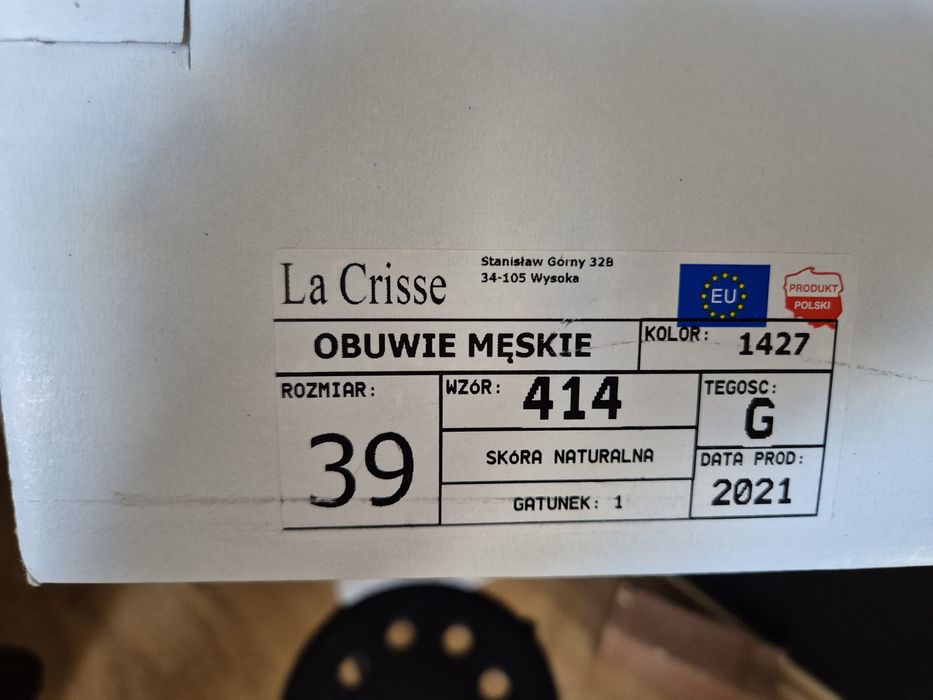 La Crisse
Stanisław Górny 32B
34-105 Wysoka
EU
PRODUKT
POLSKI
OBUWIE MĘSKIE
KOLOR: 1427
ROZMIAR:
39
WZóR: 414
SKóRA NATURALNA
GATUNEK: 1
TEGOSC:
G
DATA PROD:
2021